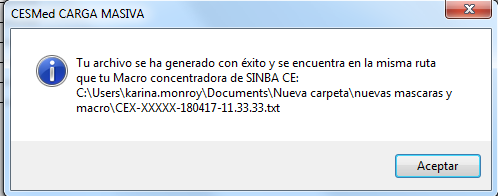 CESMed CARGA MASIVA
Tu archivo se ha generado con éxito y se encuentra en la misma ruta
que tu Macro concentradora de SINBA CE:
C:\Users\karina.monroy\Documents\Nueva carpeta\nuevas mascaras y
macro\CEX-XXXXX-180417-11.33.33.txt
Aceptar